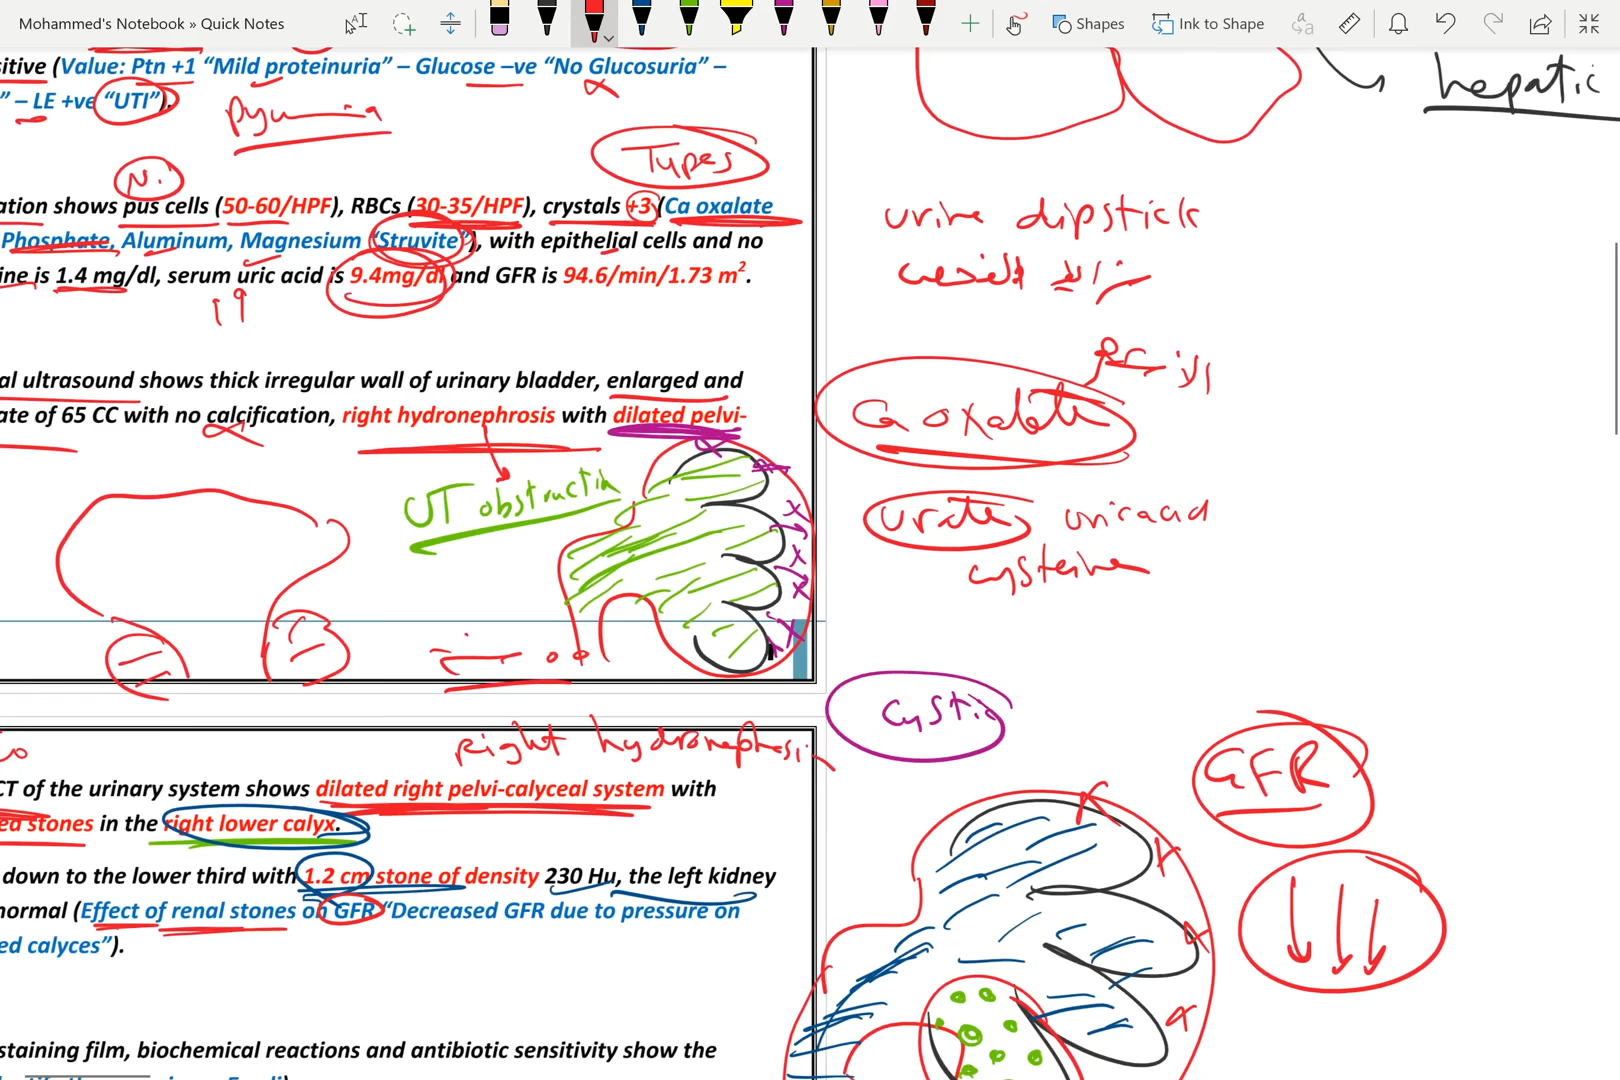 Mohammed's Notebook » Quick Notes
Shapes
Ink to Shape
sitive (Value: Ptn +1 “Mild proteinuria” – Glucose –ve “No Glucosuria” –
” – LE +ve “UTI”).
hepatic
Types
N.
ation shows pus cells (50-60/HPF), RBCs (30-35/HPF), crystals +3 (Ca oxalate
Phosphate, Aluminum, Magnesium “Struvite”), with epithelial cells and no
ine is 1.4 mg/dl, serum uric acid is 9.4mg/dl and GFR is 94.6/min/1.73 m².
urine dipstick
al ultrasound shows thick irregular wall of urinary bladder, enlarged and
ate of 65 CC with no calcification, right hydronephrosis with dilated pelvi-
Ca oxalate
UT obstructin
urate
cysteine
Cystic
GFR
right
CT of the urinary system shows dilated right pelvi-calyceal system with
ed stones in the right lower calyx.
down to the lower third with 1.2 cm stone of density 230 Hu, the left kidney
normal (Effect of renal stones on GFR “Decreased GFR due to pressure on
ed calyces”).
staining film, biochemical reactions and antibiotic sensitivity show the